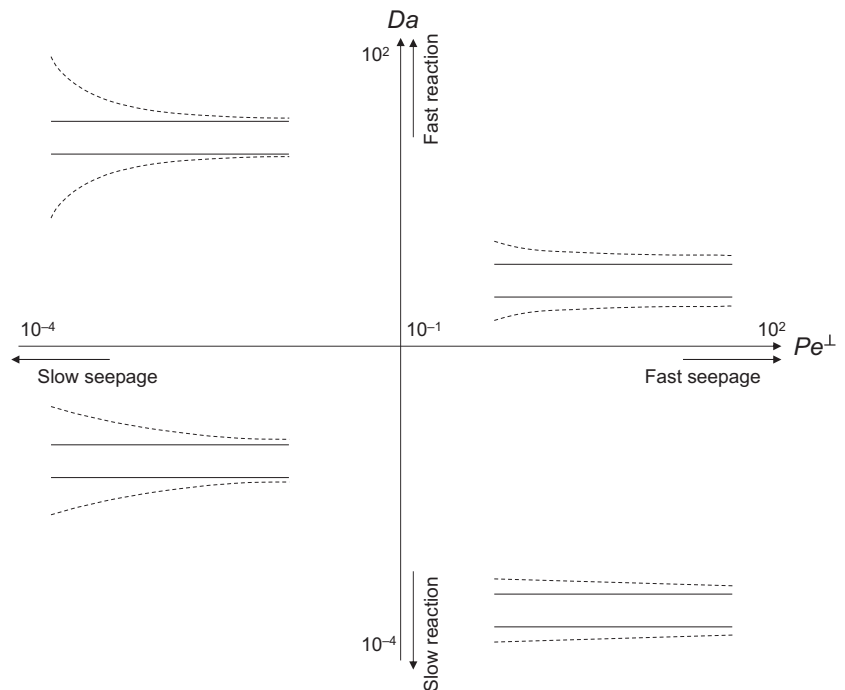 Da
10²
Fast reaction
10⁻⁴
10⁻¹
10²
Pe⊥
Slow seepage
Fast seepage
10⁻⁴
Slow reaction